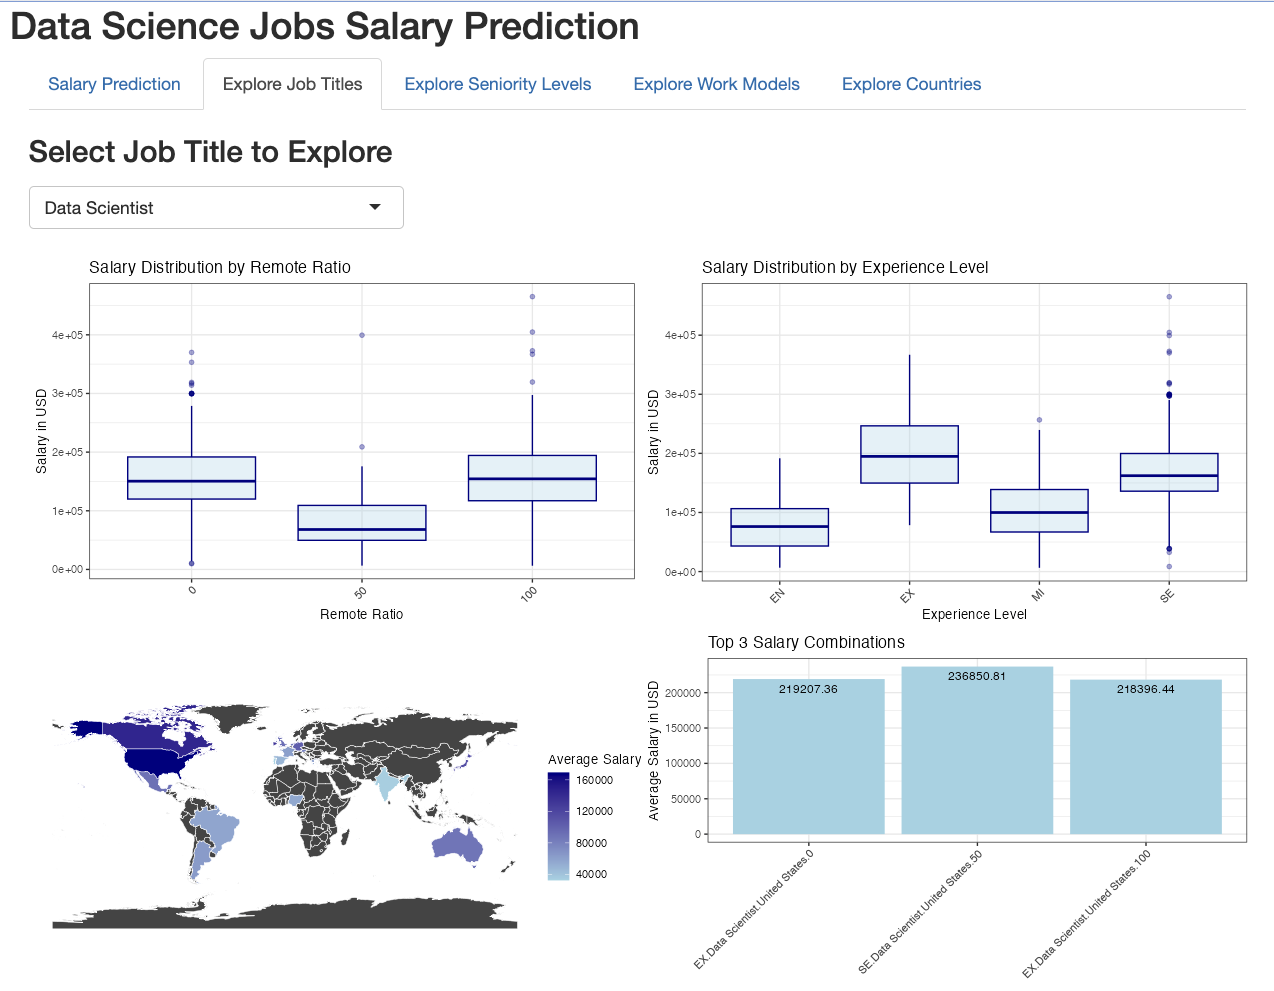 Data Science Jobs Salary Prediction
Salary Prediction
Explore Job Titles
Explore Seniority Levels
Explore Work Models
Explore Countries
Select Job Title to Explore
Data Scientist
Salary Distribution by Remote Ratio
Salary in USD
4e+05
3e+05
2e+05
1e+05
0e+00
0
50
100
Remote Ratio
Salary Distribution by Experience Level
Salary in USD
4e+05
3e+05
2e+05
1e+05
0e+00
EN
EX
MI
SE
Experience Level
Average Salary
160000
120000
80000
40000
Top 3 Salary Combinations
Average Salary in USD
200000
150000
100000
50000
0
219207.36
236850.81
218396.44
EX.Data Scientist.United States.0
SE.Data Scientist.United States.50
EX.Data Scientist.United States.100